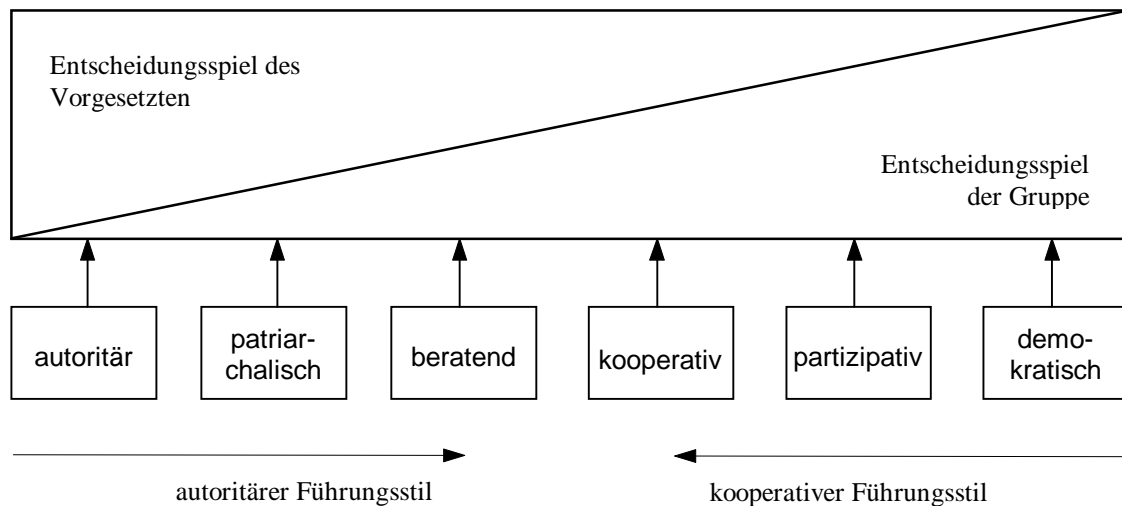 Entscheidungsspiel des
Vorgesetzten
Entscheidungsspiel
der Gruppe
autoritär
patriar-
chalisch
beratend
kooperativ
partizipativ
demo-
kratisch
autoritärer Führungsstil
kooperativer Führungsstil